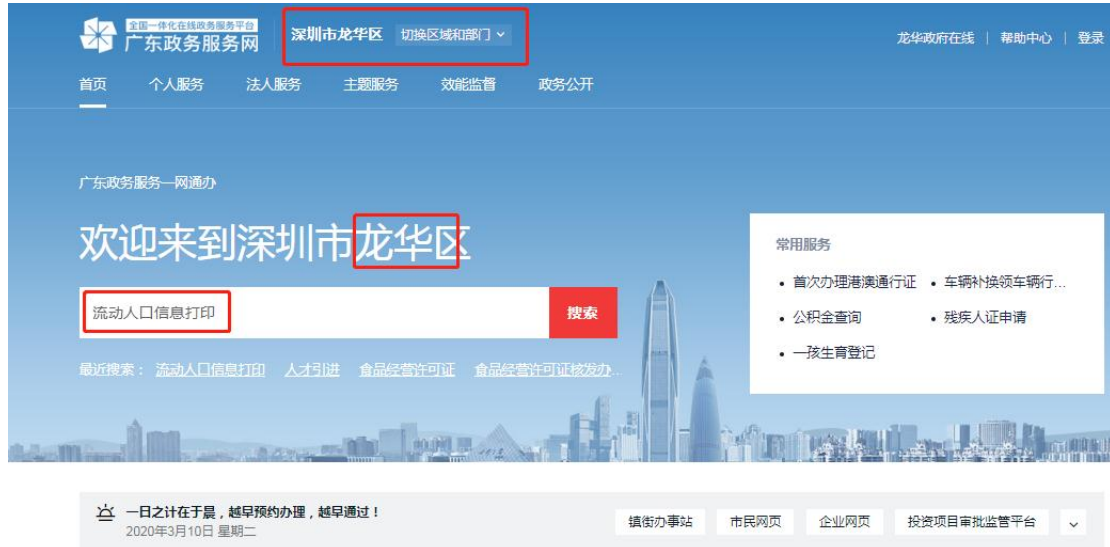 全国一体化在线政务服务平台
广东政务服务网
深圳市龙华区 切换区域和部门
龙华政府在线 | 帮助中心 | 登录
首页 个人服务 法人服务 主题服务 效能监督 政务公开
广东政务服务一网通办
欢迎来到深圳市龙华区
流动人口信息打印 搜索
最近搜索： 流动人口信息打印 人才引进 食品经营许可证 食品经营许可证核发办...
常用服务
• 首次办理港澳通行证 • 车辆补换领车辆行...
• 公积金查询 • 残疾人证申请
• 一孩生育登记
一日之计在于晨，越早预约办理，越早通过！
2020年3月10日 星期二
镇街办事站 市民网页 企业网页 投资项目审批监管平台